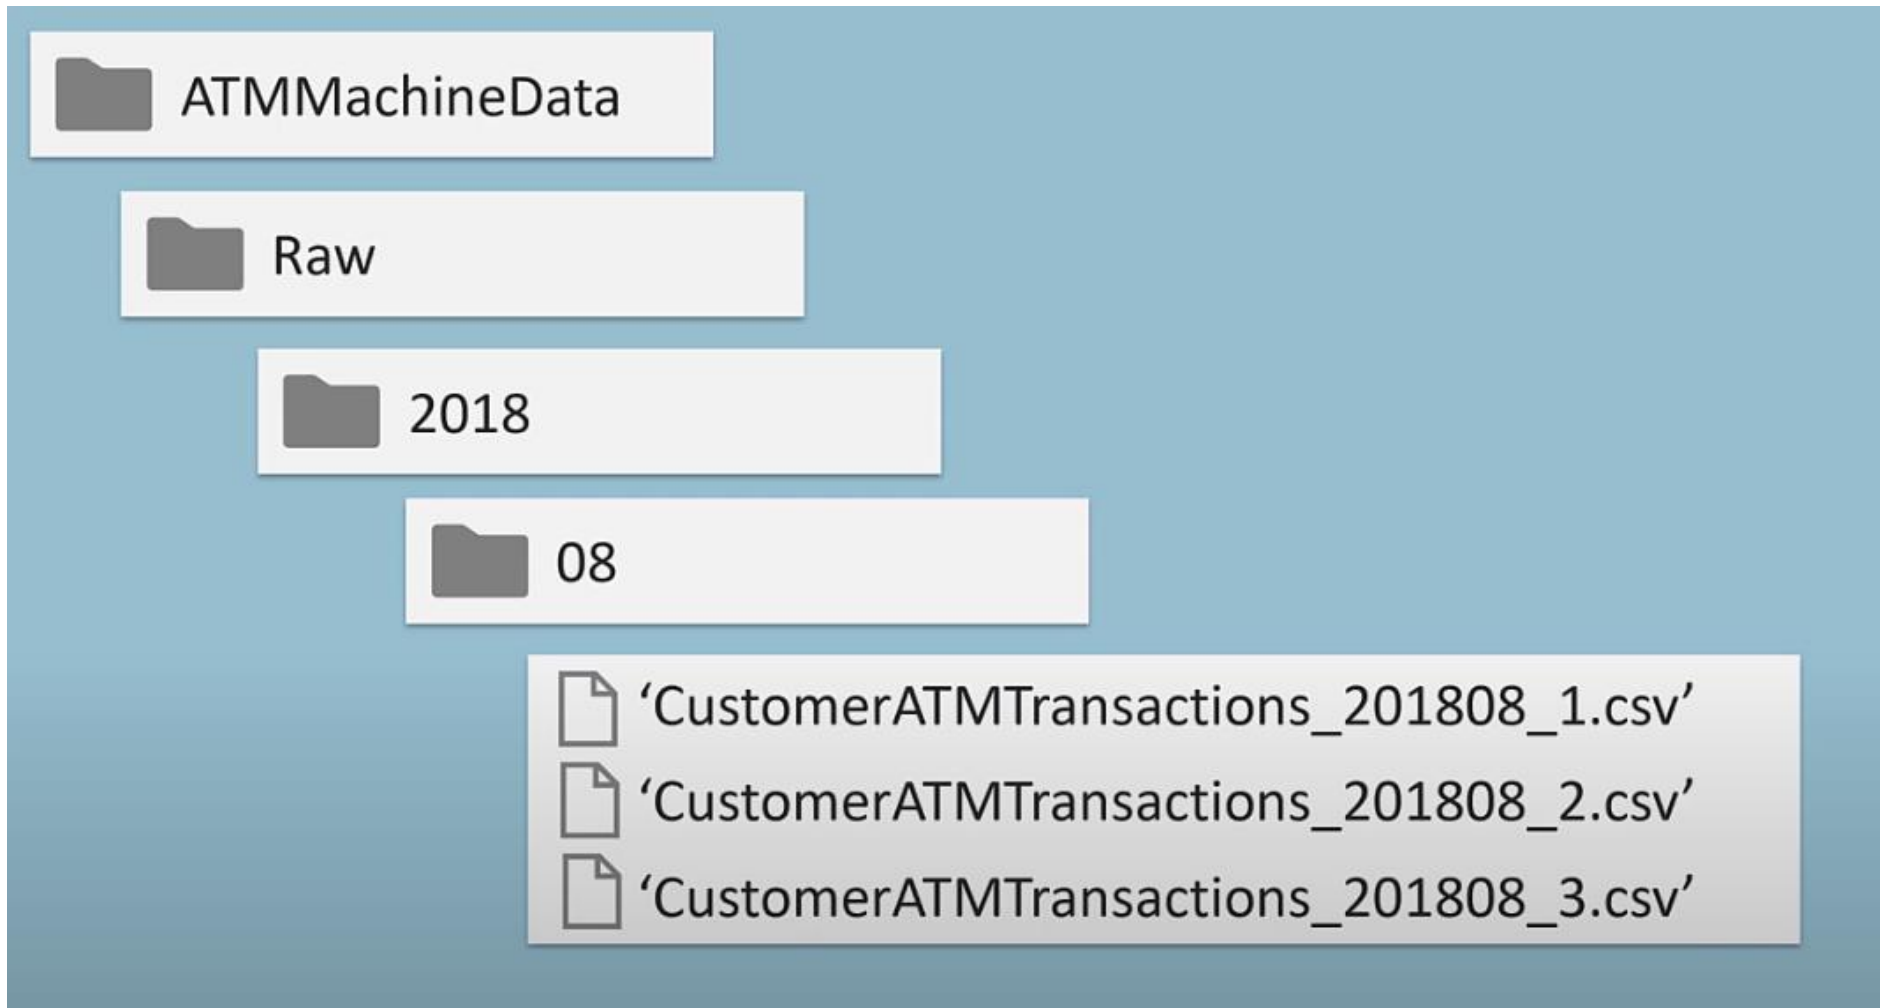 ATMMachineData
Raw
2018
08
‘CustomerATMTransactions_201808_1.csv’
‘CustomerATMTransactions_201808_2.csv’
‘CustomerATMTransactions_201808_3.csv’